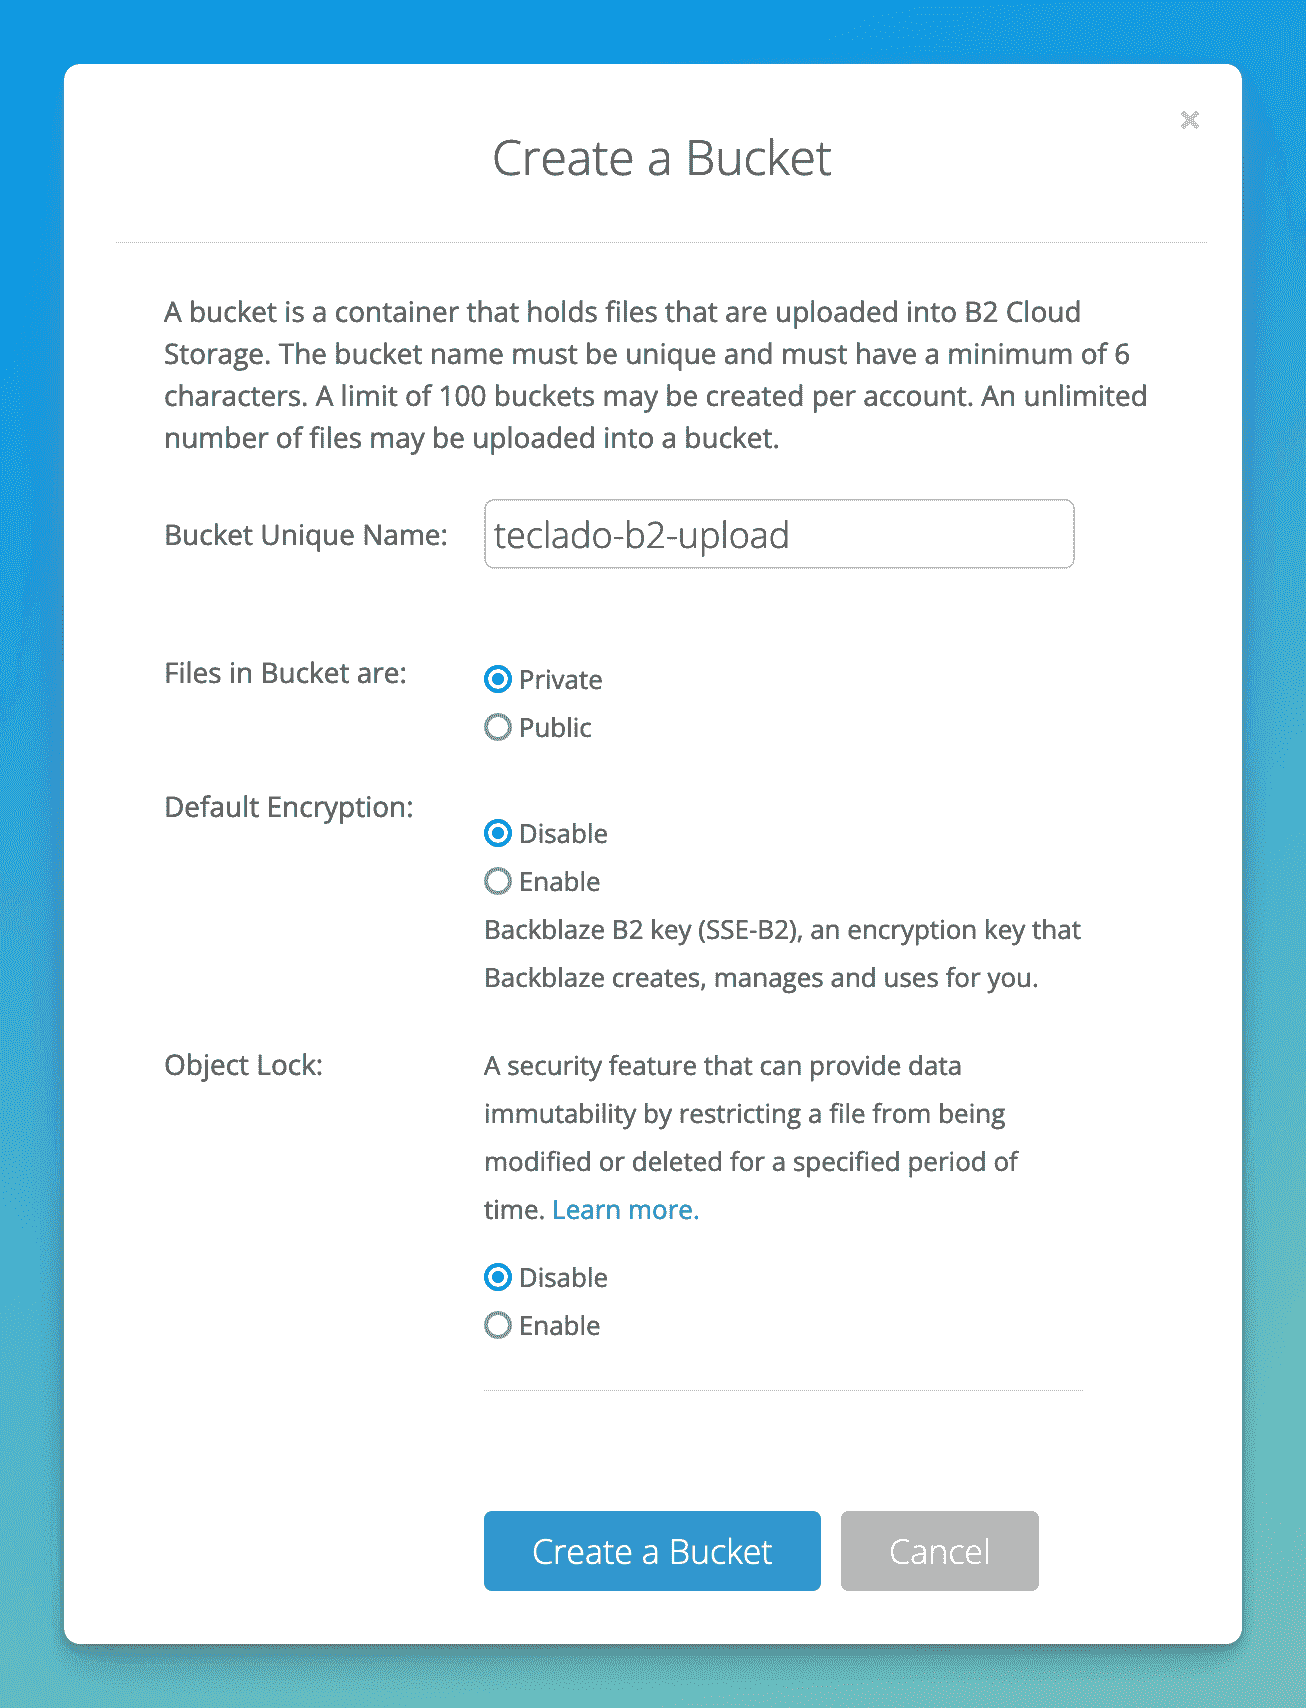 Create a Bucket
A bucket is a container that holds files that are uploaded into B2 Cloud
Storage. The bucket name must be unique and must have a minimum of 6
characters. A limit of 100 buckets may be created per account. An unlimited
number of files may be uploaded into a bucket.
Bucket Unique Name: teclado-b2-upload
Files in Bucket are: Private
Public
Default Encryption:
Disable
Enable
Backblaze B2 key (SSE-B2), an encryption key that
Backblaze creates, manages and uses for you.
Object Lock: A security feature that can provide data
immutability by restricting a file from being
modified or deleted for a specified period of
time. Learn more.
Disable
Enable
Create a Bucket Cancel